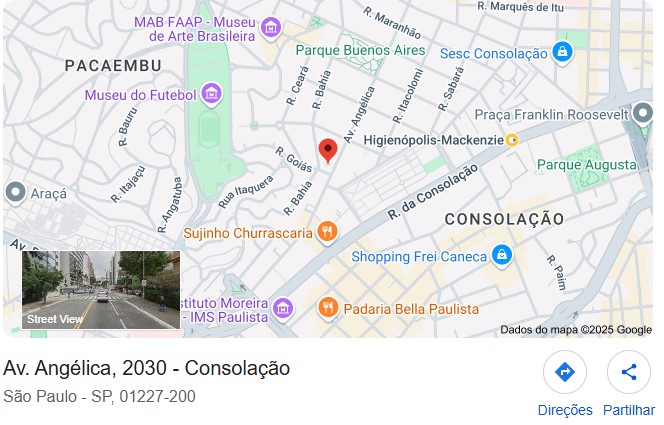 R. Marquês de Itu
R. Maranhão
MAB FAAP - Museu
de Arte Brasileira
Parque Buenos Aires
Sesc Consolação
PACAEMBU
R. Ceará
R. Bahia
Av. Angélica
R. Itacolomi
R. Sabará
Museu do Futebol
R. Bauru
Praça Franklin Roosevelt
Higienópolis-Mackenzie
R. Goiás
Parque Augusta
R. Itajaçu
R. Angatuba
Rua Itaquera
R. Bahia
R. da Consolação
Araçá
CONSOLAÇÃO
Sujinho Churrascaria
Av.
Shopping Frei Caneca
R. Paim
Street View
stituto Moreira
- IMS Paulista
Padaria Bella Paulista
Dados do mapa ©2025 Google
Av. Angélica, 2030 - Consolação
São Paulo - SP, 01227-200
Direções
Partilhar